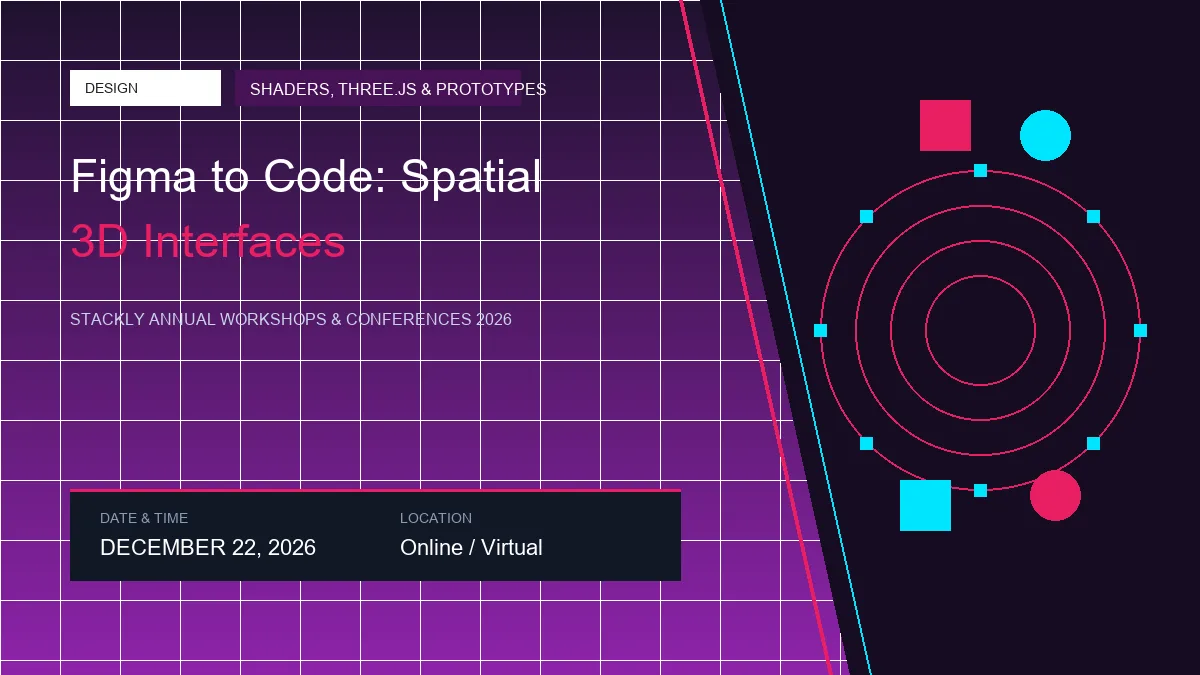 DESIGN
SHADERS, THREE.JS & PROTOTYPES
Figma to Code: Spatial
3D Interfaces
STACKLY ANNUAL WORKSHOPS & CONFERENCES 2026
DATE & TIME
DECEMBER 22, 2026
LOCATION
Online / Virtual